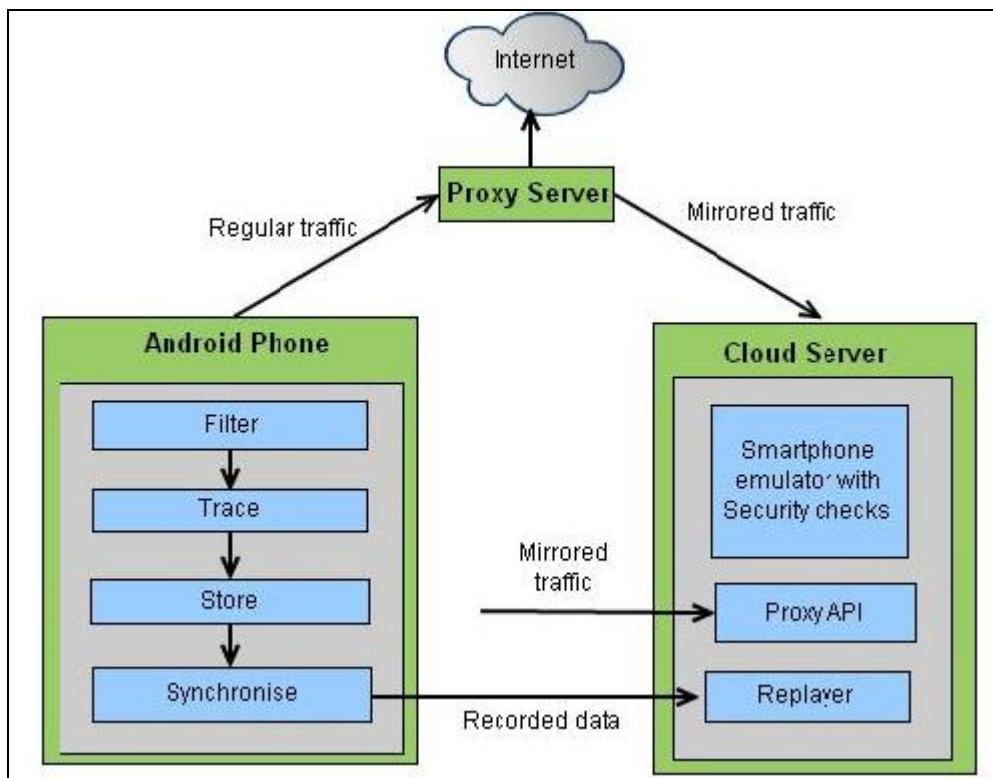 Internet
Proxy Server
Regular traffic
Mirrored traffic
Android Phone
Filter
Trace
Store
Synchronise
Cloud Server
Smartphone
emulator with
Security checks
Mirrored
traffic
Proxy API
Replayer
Recorded data